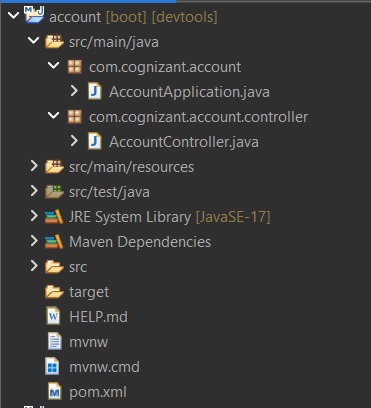 account [boot] [devtools]
src/main/java
com.cognizant.account
AccountApplication.java
com.cognizant.account.controller
AccountController.java
src/main/resources
src/test/java
JRE System Library [JavaSE-17]
Maven Dependencies
src
target
HELP.md
mvnw
mvnw.cmd
pom.xml